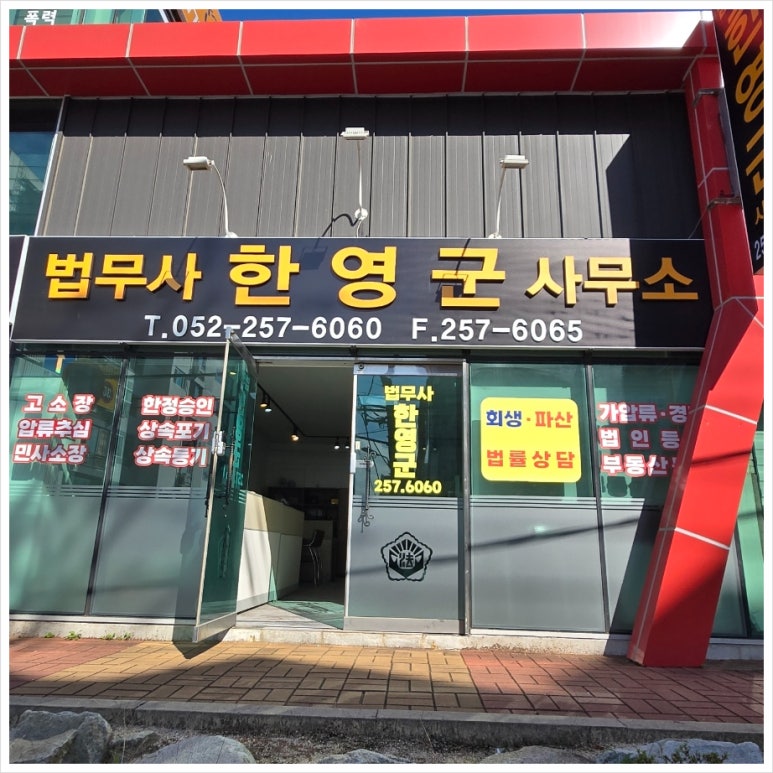 폭력
법무사 한영군 사무소
T.052-257-6060 F.257-6065
고소장
압류추심
민사소장
한정승인
상속포기
상속등기
법무사
한영군
257.6060
회생·파산
법률상담
가압류·경
법인등
부동산